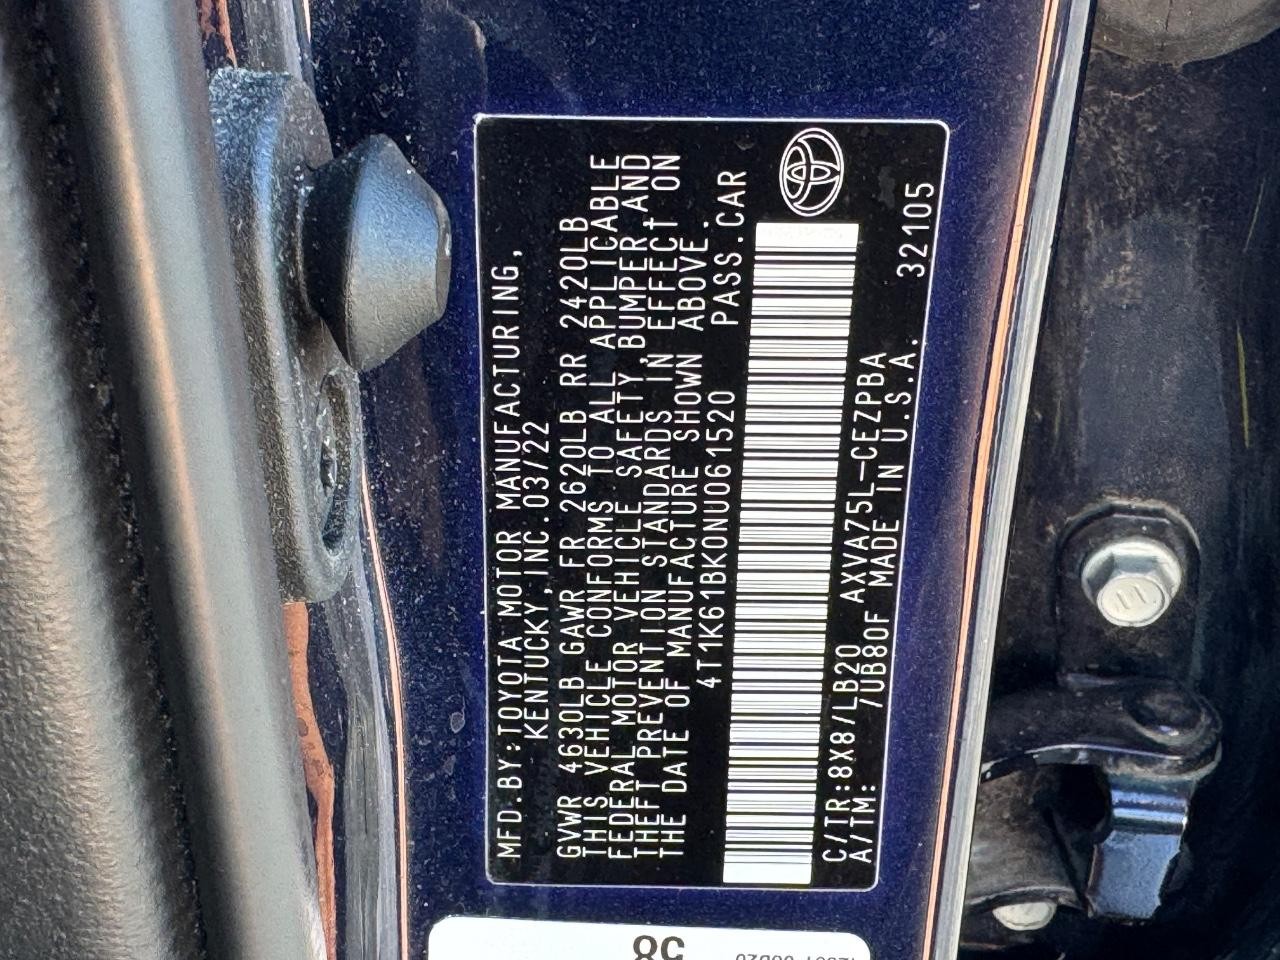 MFD.BY:TOYOTA MOTOR MANUFACTURING,
KENTUCKY,INC.03/22
GVWR 4630LB GAWR FR 2620LB RR 2420LB
THIS VEHICLE CONFORMS TO ALL APPLICABLE
FEDERAL MOTOR VEHICLE SAFETY,BUMPER AND
THEFT PREVENTION STANDARDS IN EFFECT ON
THE DATE OF MANUFACTURE SHOWN ABOVE.
4T1K61BK0NU061520 PASS.CAR
C/TR:8X8/LB20 AXVA75L-CEZPBA 32105
A/TM: /UB80F MADE IN U.S.A.
58